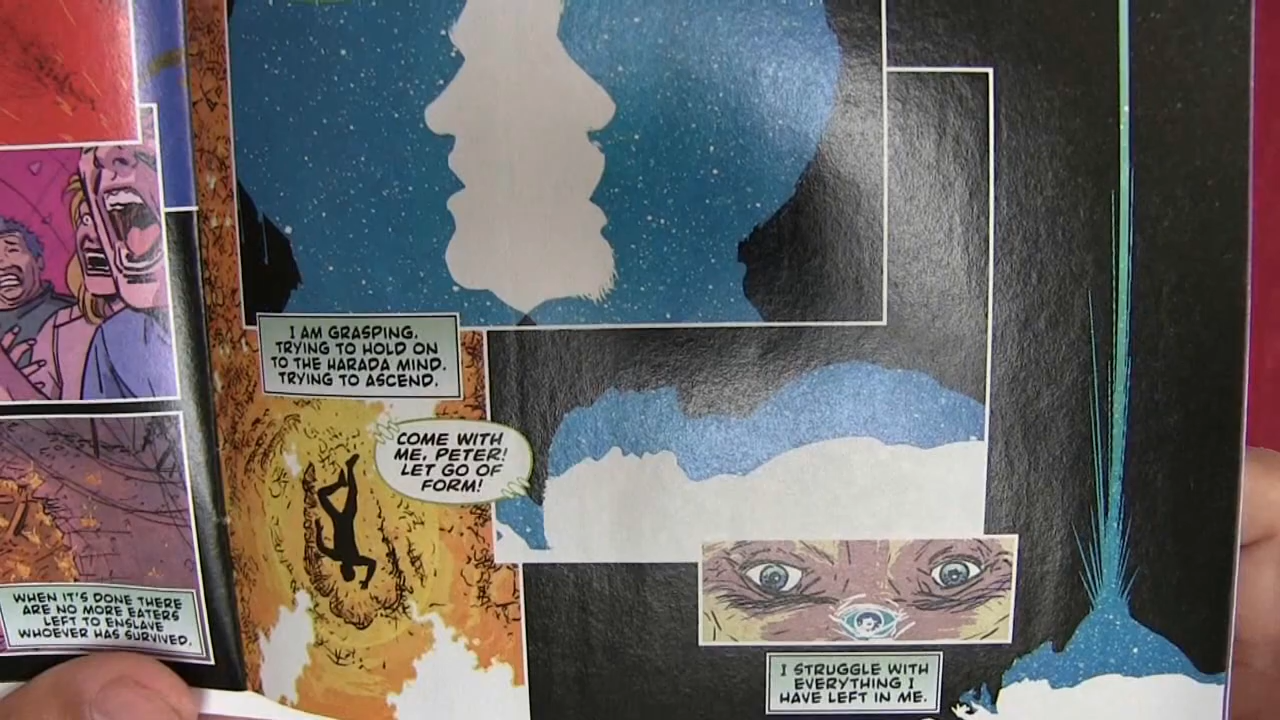 WHEN IT'S DONE THERE
ARE NO MORE EATERS
LEFT TO ENSLAVE
WHOEVER HAS SURVIVED.
I AM GRASPING.
TRYING TO HOLD ON
TO THE HARADA MIND.
TRYING TO ASCEND.
COME WITH
ME, PETER!
LET GO OF
FORM!
I STRUGGLE WITH
EVERYTHING I
HAVE LEFT IN ME.